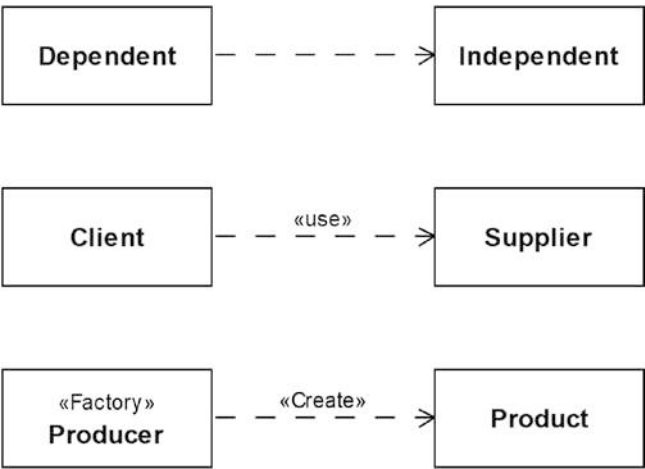 Dependent
Independent
Client
«use»
Supplier
«Factory»
Producer
«Create»
Product